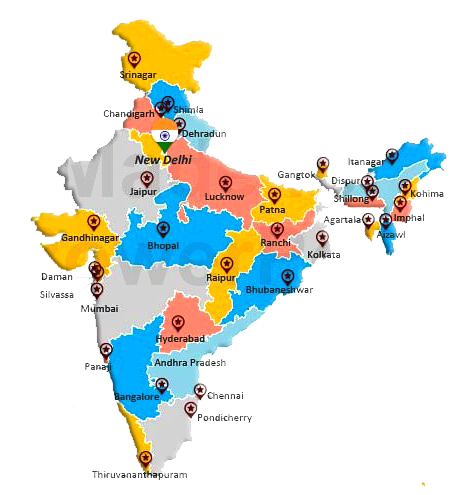 Srinagar
Chandigarh
Shimla
Dehradun
New Delhi
Itanagar
Gangtok
Dispur
Jaipur
Lucknow
Shillong
Kohima
Patna
Imphal
Agartala
Gandhinagar
Ranchi
Aizawl
Bhopal
Kolkata
Daman
Raipur
Bhubaneshwar
Silvassa
Mumbai
Hyderabad
Panaji
Andhra Pradesh
Bangalore
Chennai
Pondicherry
Thiruvananthapuram